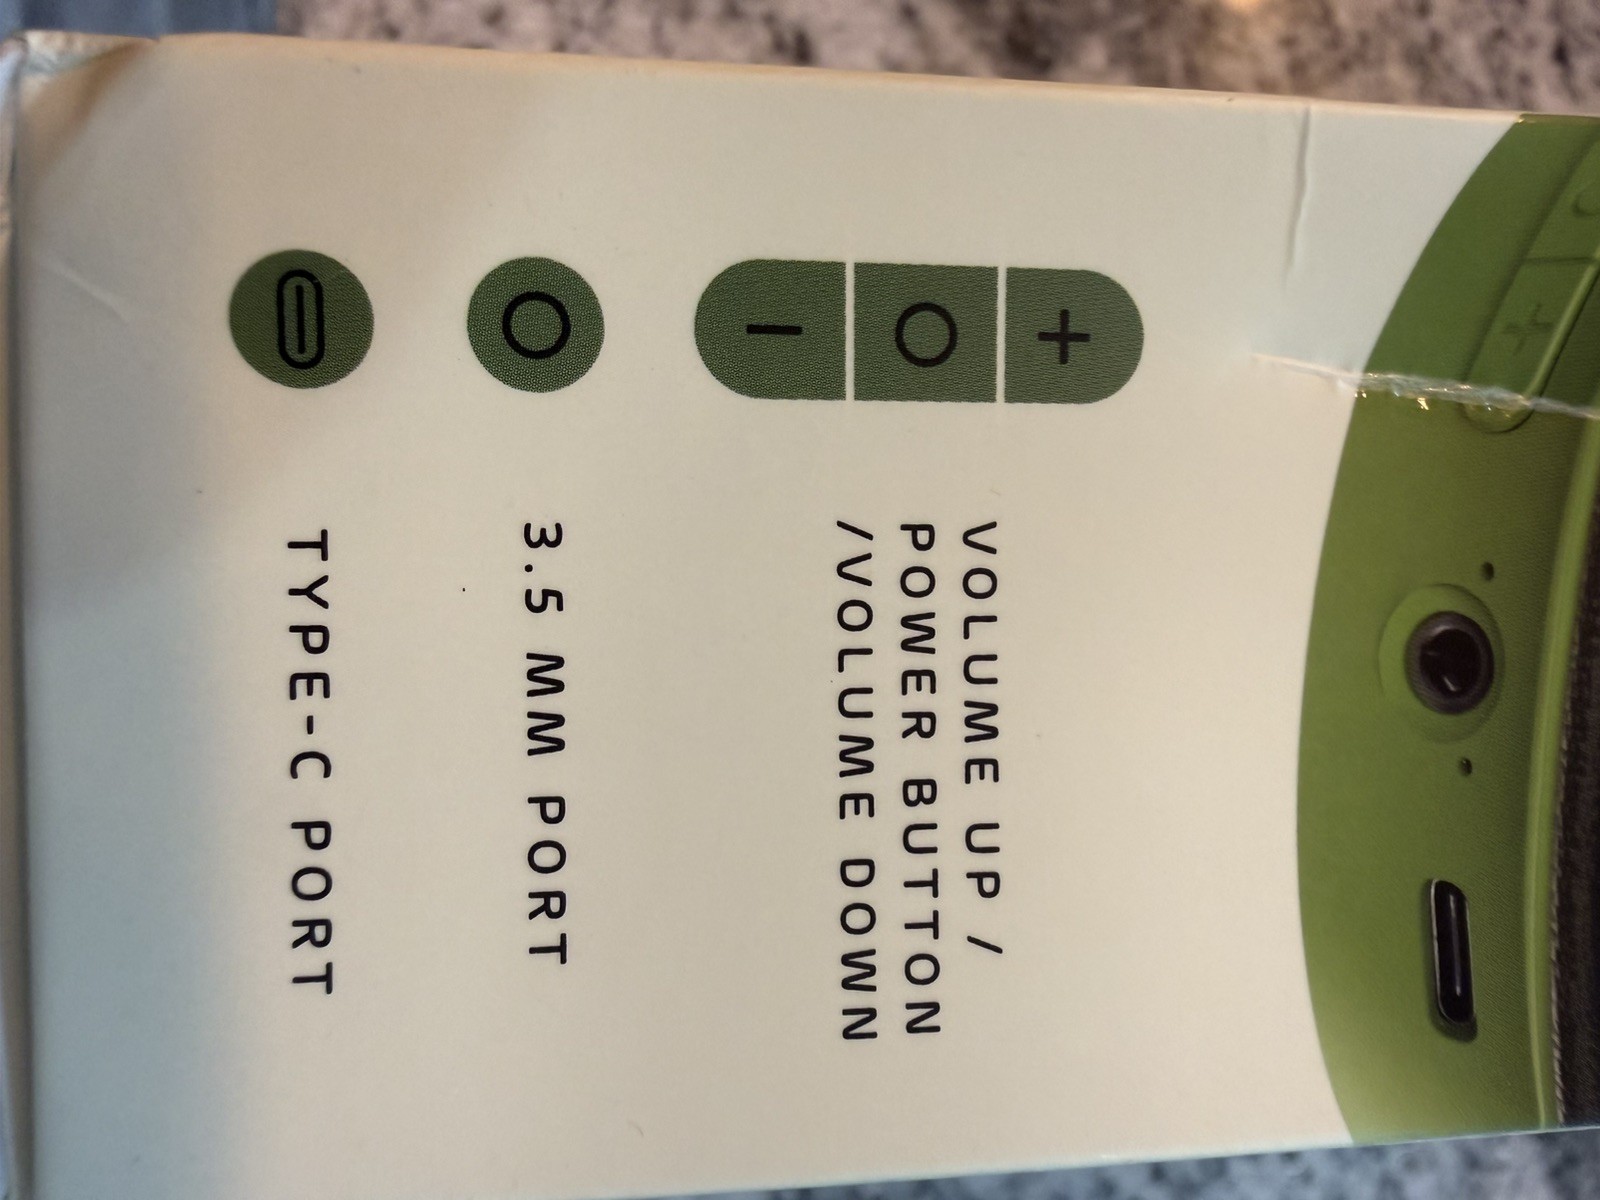 VOLUME UP /
POWER BUTTON
/VOLUME DOWN
3.5 MM PORT
TYPE-C PORT